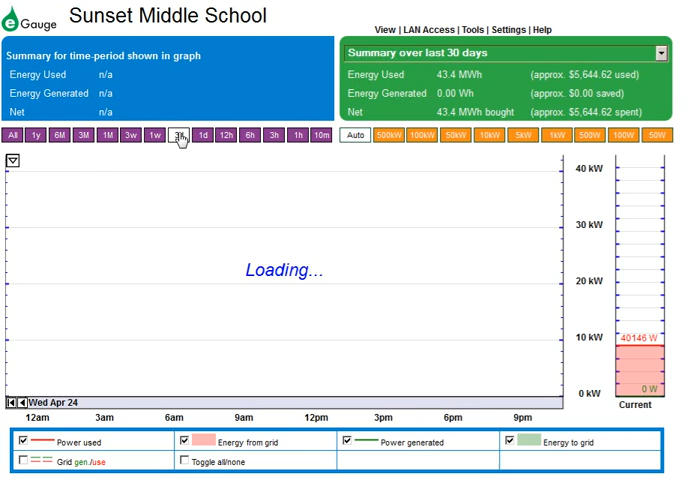 e Gauge
Sunset Middle School
View | LAN Access | Tools | Settings | Help
Summary for time-period shown in graph
Energy Used n/a
Energy Generated n/a
Net n/a
Summary over last 30 days
Energy Used 43.4 MWh (approx. $5,644.62 used)
Energy Generated 0.00 Wh (approx. $0.00 saved)
Net 43.4 MWh bought (approx. $5,644.62 spent)
All 1y 6M 3M 1M 3w 1w 1d 12h 6h 3h 1h 10m
Auto 500kW 100kW 50kW 10kW 5kW 1kW 500W 100W 50W
40 kW
30 kW
Loading...
20 kW
10 kW
40146 W
0 W
0 kW
Wed Apr 24
Current
12am 3am 6am 9am 12pm 3pm 6pm 9pm
Power used Energy from grid Power generated Energy to grid
Grid gen./use Toggle all/none